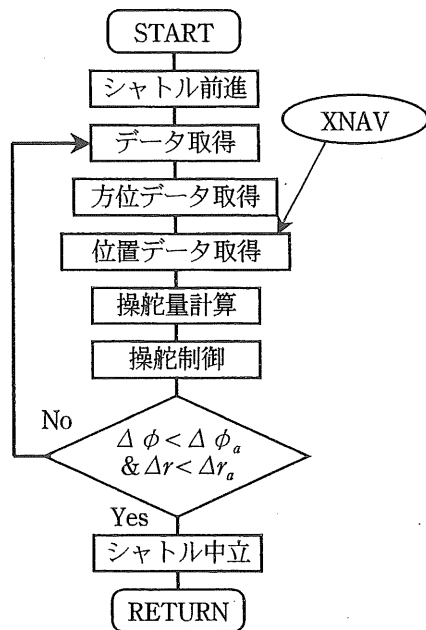 START
シャトル前進
XNAV
データ取得
方位データ取得
位置データ取得
操舵量計算
操舵制御
No
Δφ<Δφₐ
&Δr<Δrₐ
Yes
シャトル中立
RETURN